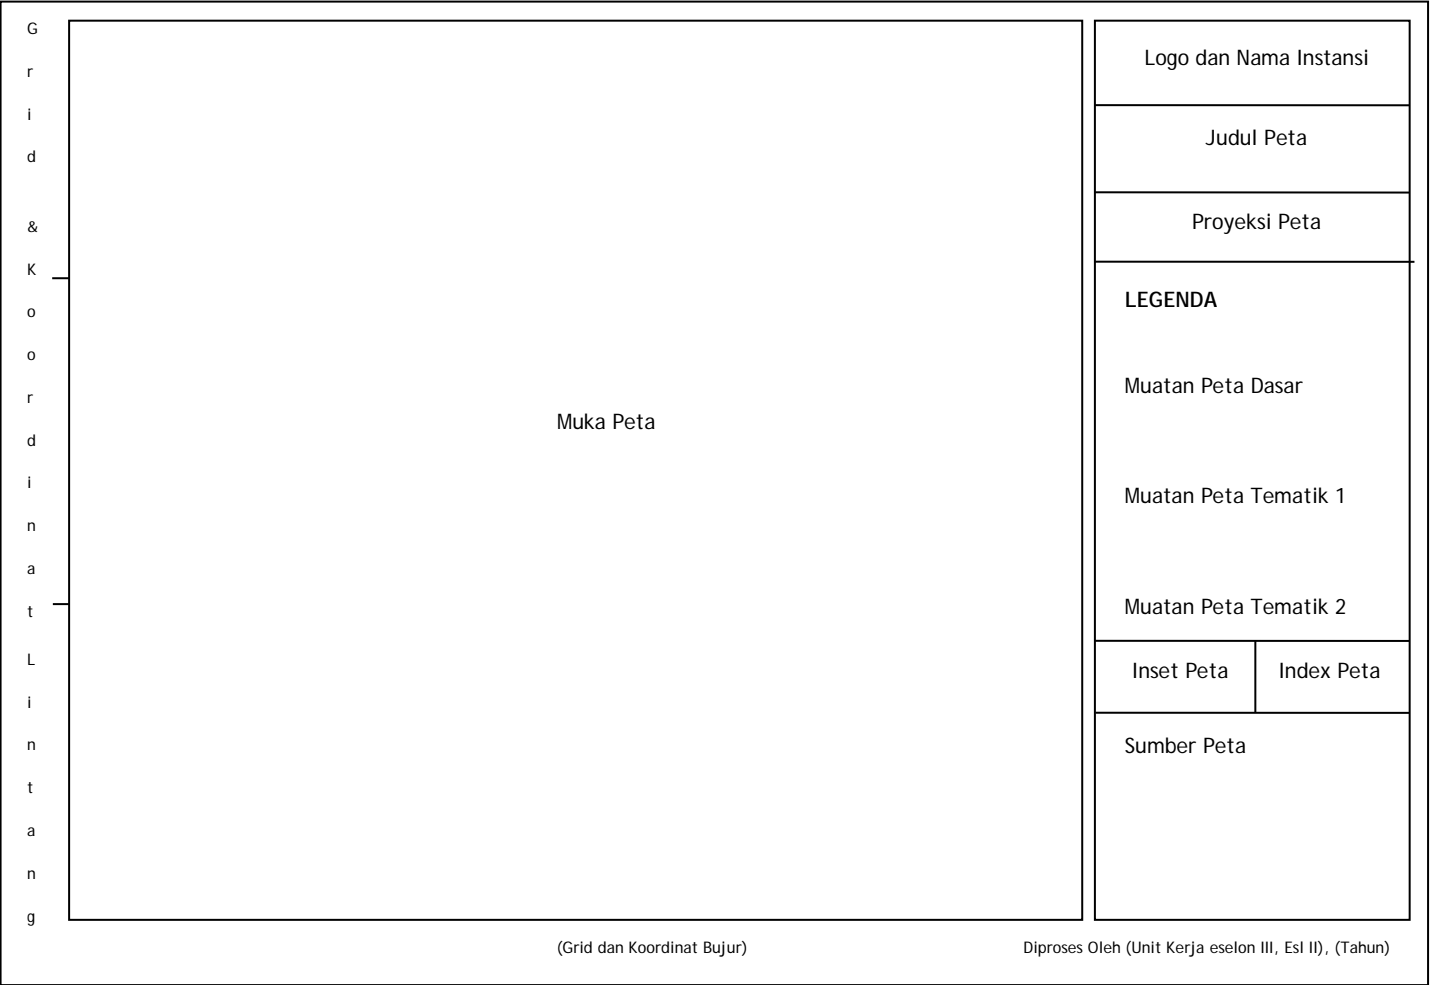 Grid & Koordinat Lintang
Muka Peta
(Grid dan Koordinat Bujur)
Logo dan Nama Instansi
Judul Peta
Proyeksi Peta
LEGENDA
Muatan Peta Dasar
Muatan Peta Tematik 1
Muatan Peta Tematik 2
Inset Peta
Index Peta
Sumber Peta
Diproses Oleh (Unit Kerja eselon III, Esl II), (Tahun)